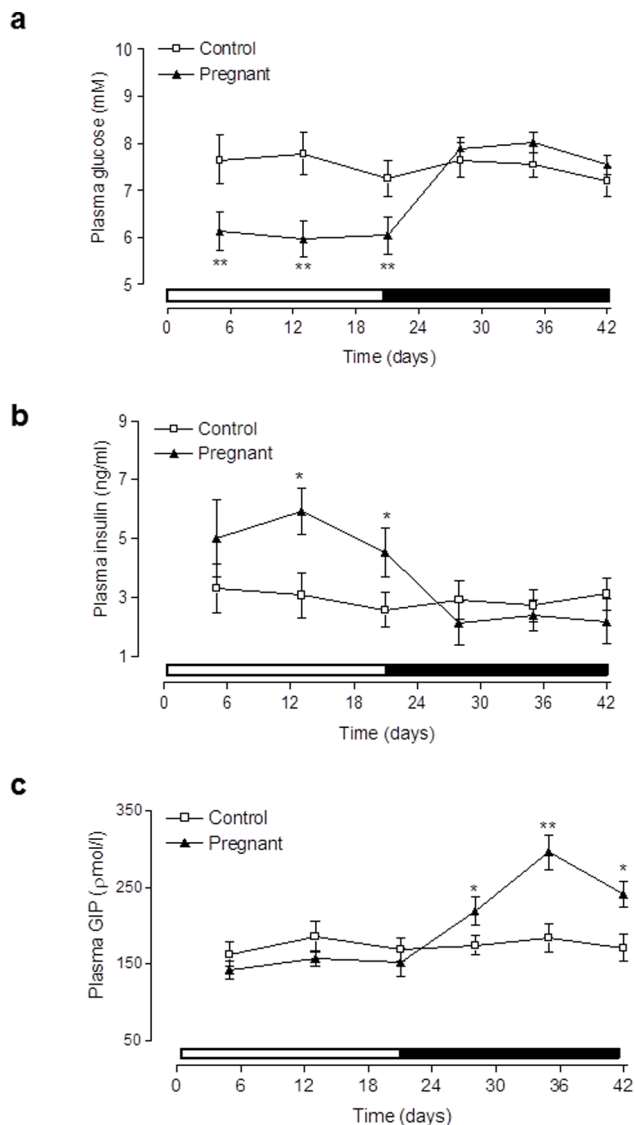 a
Control
Pregnant
Plasma glucose (mM)
10
9
8
7
6
5
** ** **
0 6 12 18 24 30 36 42
Time (days)
b
Control
Pregnant
Plasma insulin (ng/ml)
9
7
5
3
1
* *
0 6 12 18 24 30 36 42
Time (days)
c
Control
Pregnant
Plasma GIP (ρmol/l)
350
250
150
50
* ** *
0 6 12 18 24 30 36 42
Time (days)